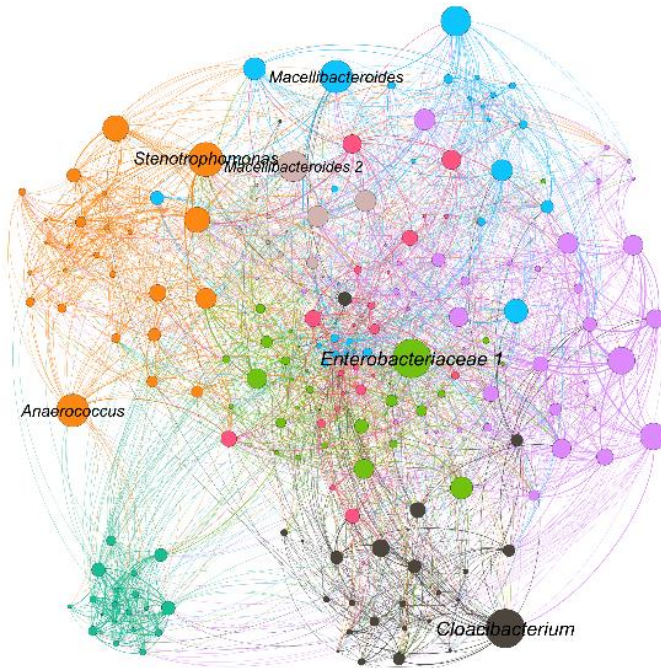 Macellibacteroides
Stenotrophomonas
Macellibacteroides 2
Enterobacteriaceae 1
Anaerococcus
Cloacibacterium